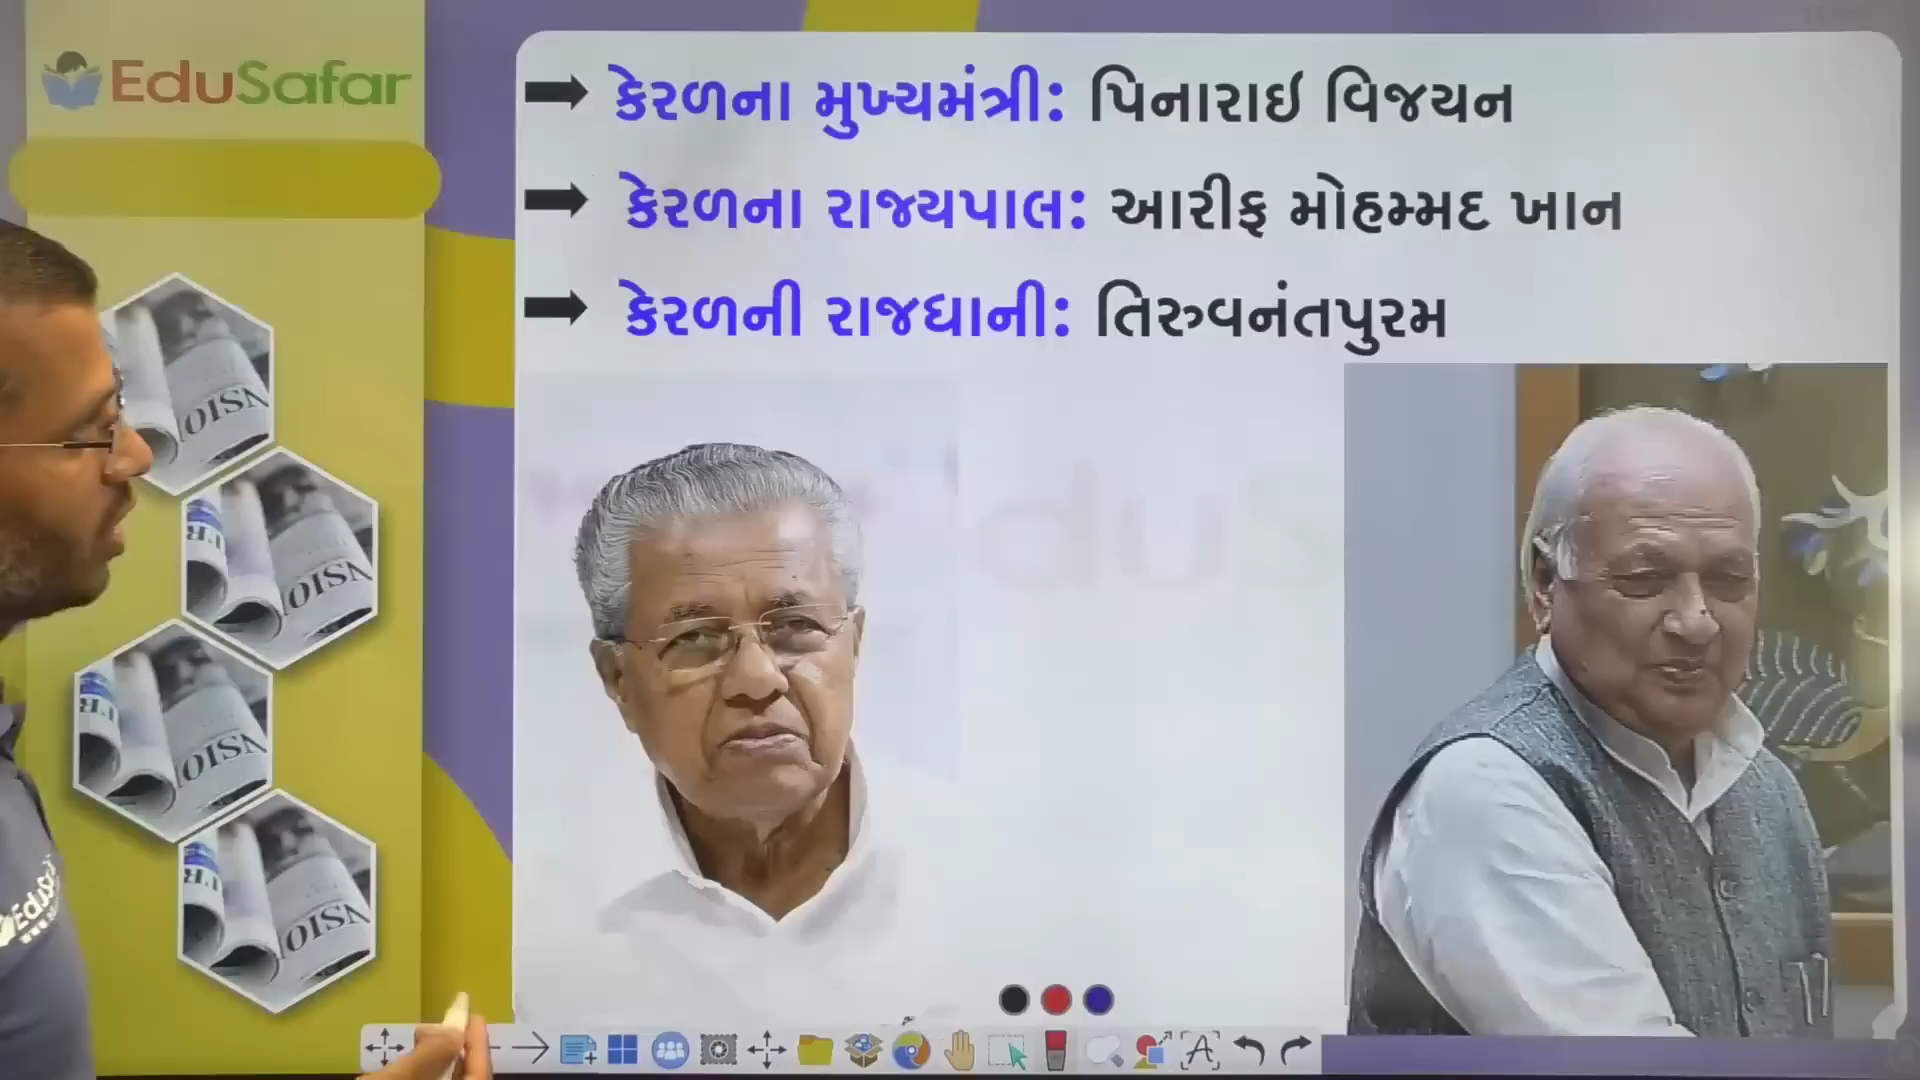 EduSafar
કેરળના મુખ્યમંત્રી: પિનારાઇ વિજયન
કેરળના રાજ્યપાલ: આરીફ મોહમ્મદ ખાન
કેરળની રાજધાની: તિરુવનંતપુરમ